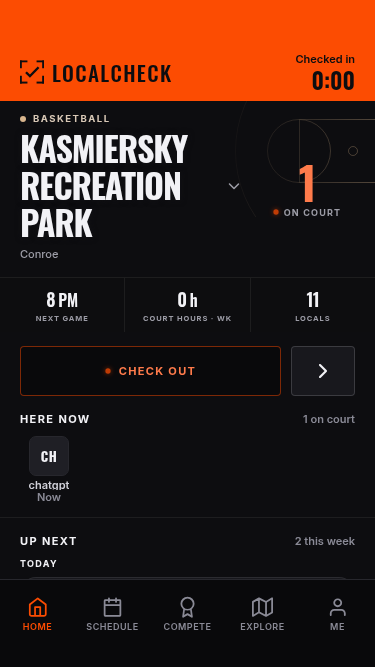 LOCALCHECK
Checked in
0:00
BASKETBALL
KASMIERSKY
RECREATION
PARK
Conroe
1
ON COURT
8 PM
NEXT GAME
0 h
COURT HOURS · WK
11
LOCALS
CHECK OUT
HERE NOW
1 on court
CH
chatgpt
Now
UP NEXT
2 this week
TODAY
HOME
SCHEDULE
COMPETE
EXPLORE
ME